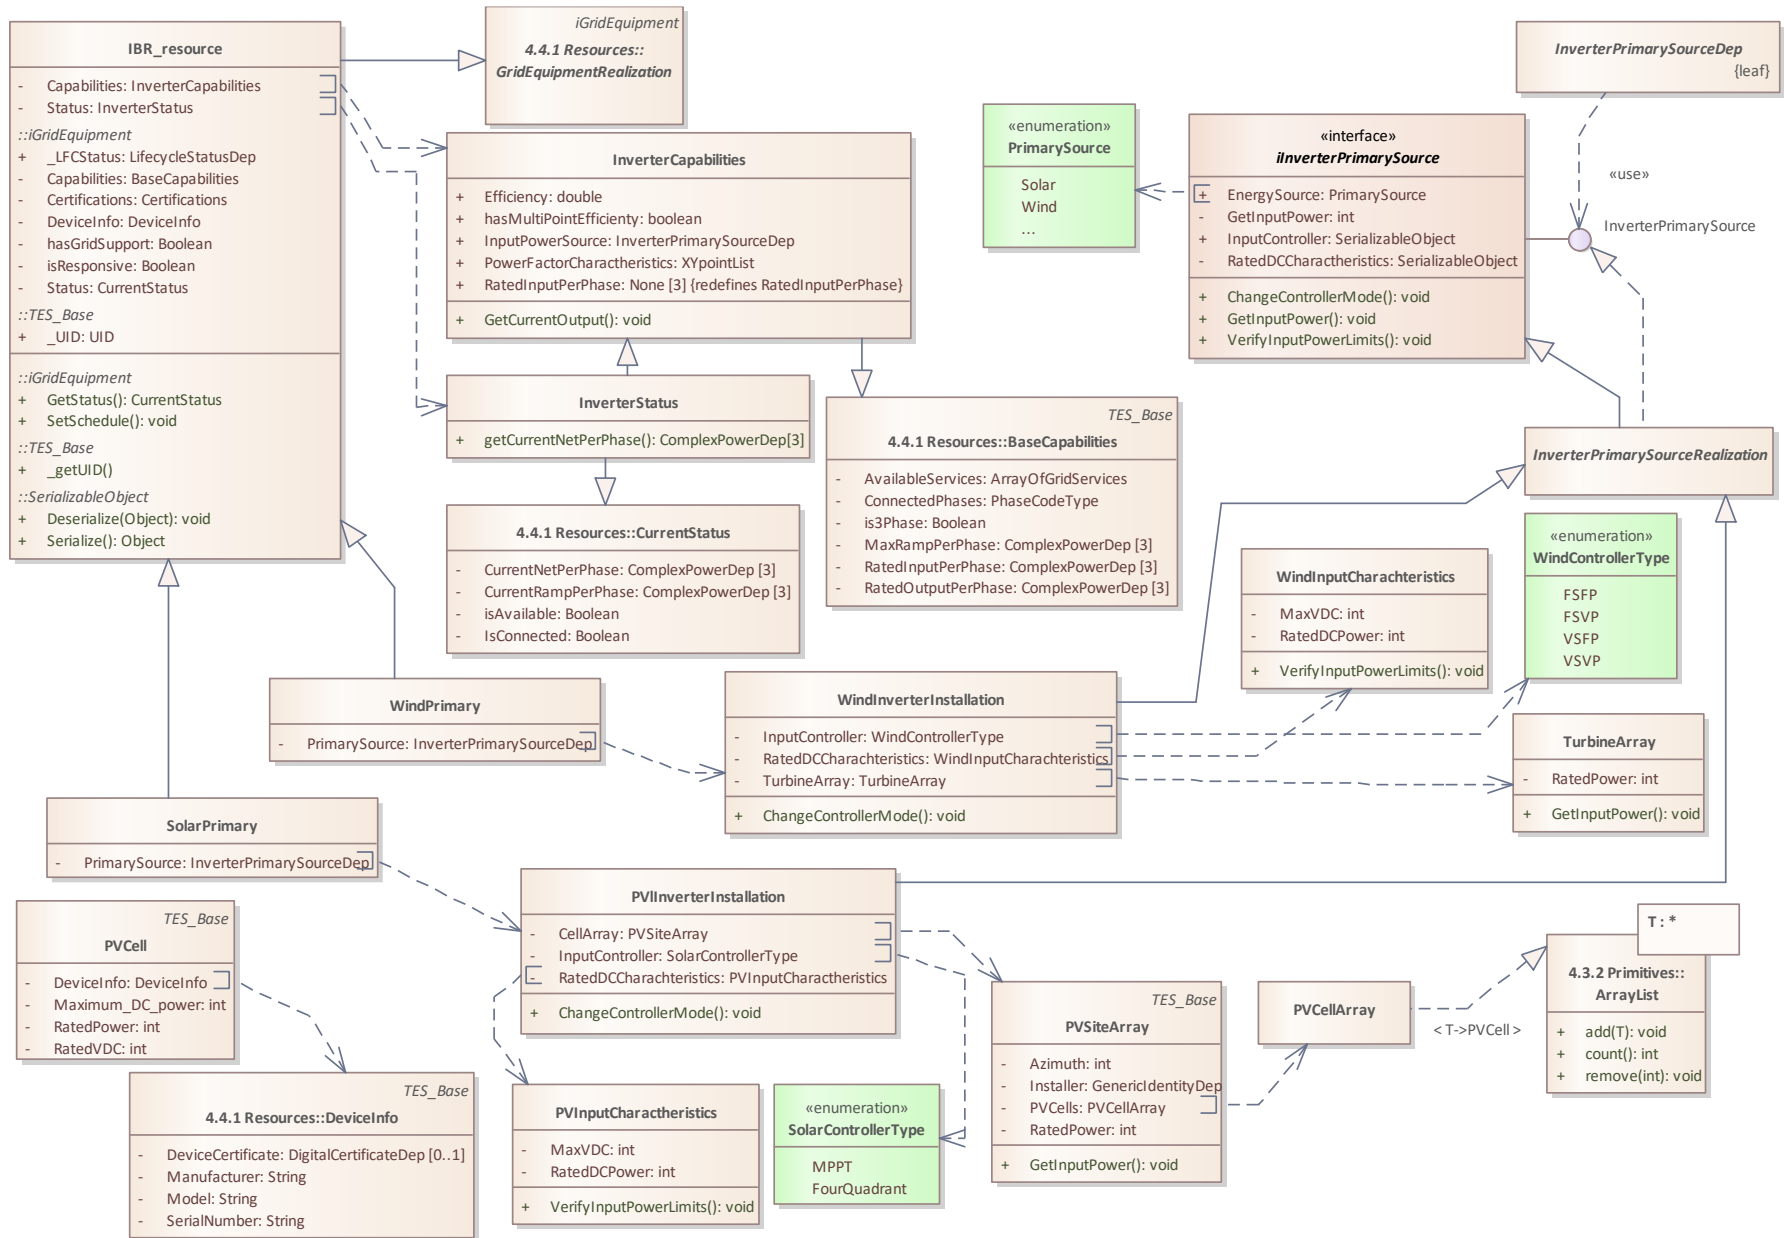 IBR_resource
- Capabilities: InverterCapabilities
- Status: InverterStatus
::iGridEquipment
+ _LFCStatus: LifecycleStatusDep
- Capabilities: BaseCapabilities
- Certifications: Certifications
- DeviceInfo: DeviceInfo
- hasGridSupport: Boolean
- isResponsive: Boolean
- Status: CurrentStatus
::TES_Base
+ _UID: UID
::iGridEquipment
+ GetStatus(): CurrentStatus
+ SetSchedule(): void
::TES_Base
+ _getUID()
::SerializableObject
+ Deserialize(Object): void
+ Serialize(): Object
iGridEquipment
4.4.1 Resources::
GridEquipmentRealization
InverterCapabilities
+ Efficiency: double
+ hasMultiPointEfficienty: boolean
+ InputPowerSource: InverterPrimarySourceDep
+ PowerFactorCharactheristics: XYpointList
+ RatedInputPerPhase: None [3] {redefines RatedInputPerPhase}
+ GetCurrentOutput(): void
InverterStatus
+ getCurrentNetPerPhase(): ComplexPowerDep[3]
4.4.1 Resources::CurrentStatus
- CurrentNetPerPhase: ComplexPowerDep [3]
- CurrentRampPerPhase: ComplexPowerDep [3]
- isAvailable: Boolean
- IsConnected: Boolean
TES_Base
4.4.1 Resources::BaseCapabilities
- AvailableServices: ArrayOfGridServices
- ConnectedPhases: PhaseCodeType
- is3Phase: Boolean
- MaxRampPerPhase: ComplexPowerDep [3]
- RatedInputPerPhase: ComplexPowerDep [3]
- RatedOutputPerPhase: ComplexPowerDep [3]
«enumeration»
PrimarySource
Solar
Wind
...
«interface»
iInverterPrimarySource
+ EnergySource: PrimarySource
- GetInputPower: int
+ InputController: SerializableObject
- RatedDCCharactheristics: SerializableObject
+ ChangeControllerMode(): void
+ GetInputPower(): void
+ VerifyInputPowerLimits(): void
InverterPrimarySourceDep
{leaf}
«use»
InverterPrimarySource
InverterPrimarySourceRealization
WindInputCharachteristics
- MaxVDC: int
- RatedDCPower: int
+ VerifyInputPowerLimits(): void
«enumeration»
WindControllerType
FSFP
FSVP
VSFP
VSVP
WindPrimary
- PrimarySource: InverterPrimarySourceDep
WindInverterInstallation
- InputController: WindControllerType
- RatedDCCharachteristics: WindInputCharachteristics
- TurbineArray: TurbineArray
+ ChangeControllerMode(): void
TurbineArray
- RatedPower: int
+ GetInputPower(): void
SolarPrimary
- PrimarySource: InverterPrimarySourceDep
TES_Base
PVCell
- DeviceInfo: DeviceInfo
- Maximum_DC_power: int
- RatedPower: int
- RatedVDC: int
TES_Base
4.4.1 Resources::DeviceInfo
- DeviceCertificate: DigitalCertificateDep [0..1]
- Manufacturer: String
- Model: String
- SerialNumber: String
PVIInverterInstallation
- CellArray: PVSiteArray
- InputController: SolarControllerType
- RatedDCCharachteristics: PVInputCharactheristics
+ ChangeControllerMode(): void
PVInputCharactheristics
- MaxVDC: int
- RatedDCPower: int
+ VerifyInputPowerLimits(): void
«enumeration»
SolarControllerType
MPPT
FourQuadrant
TES_Base
PVSiteArray
- Azimuth: int
- Installer: GenericIdentityDep
- PVCells: PVCellArray
- RatedPower: int
+ GetInputPower(): void
PVCellArray
< T->PVCell >
T : *
4.3.2 Primitives::
ArrayList
+ add(T): void
+ count(): int
+ remove(int): void